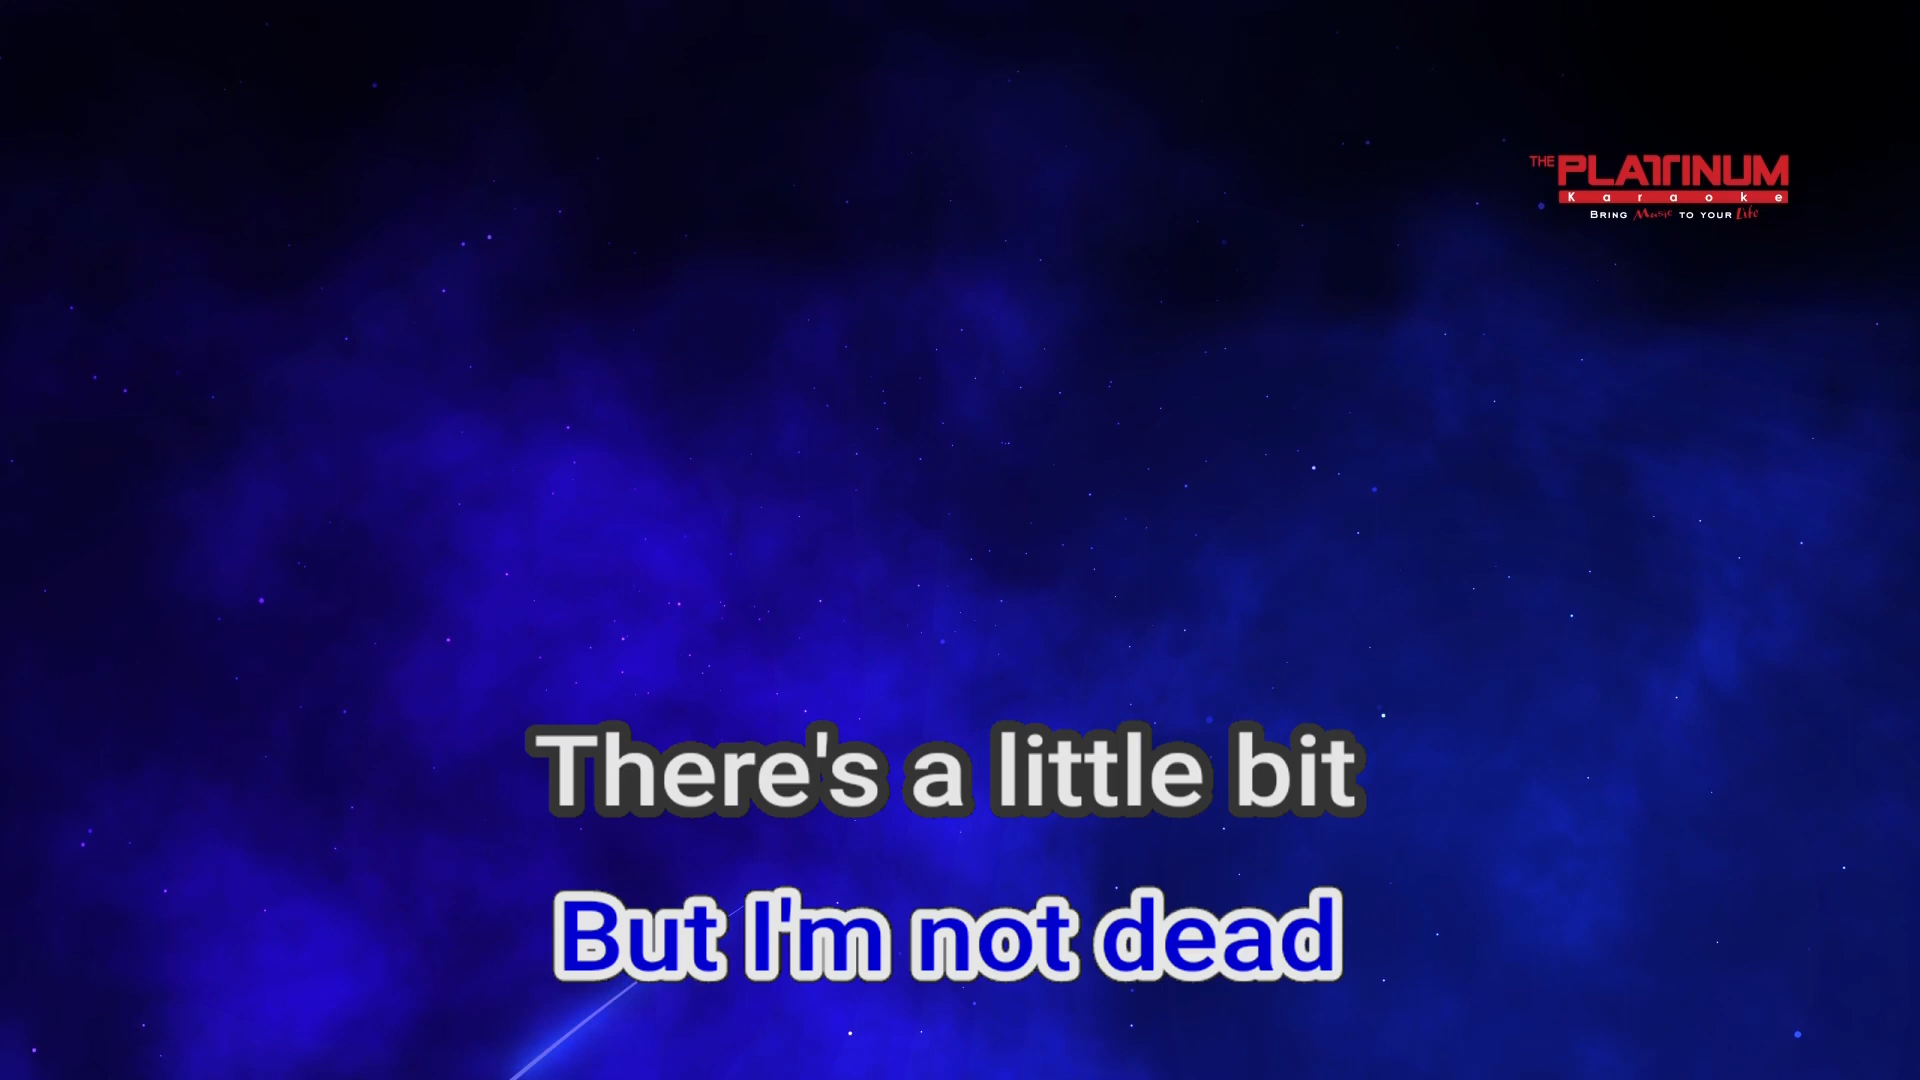 THE PLATINUM
Karaoke
BRING Music TO YOUR Life
There's a little bit
But I'm not dead